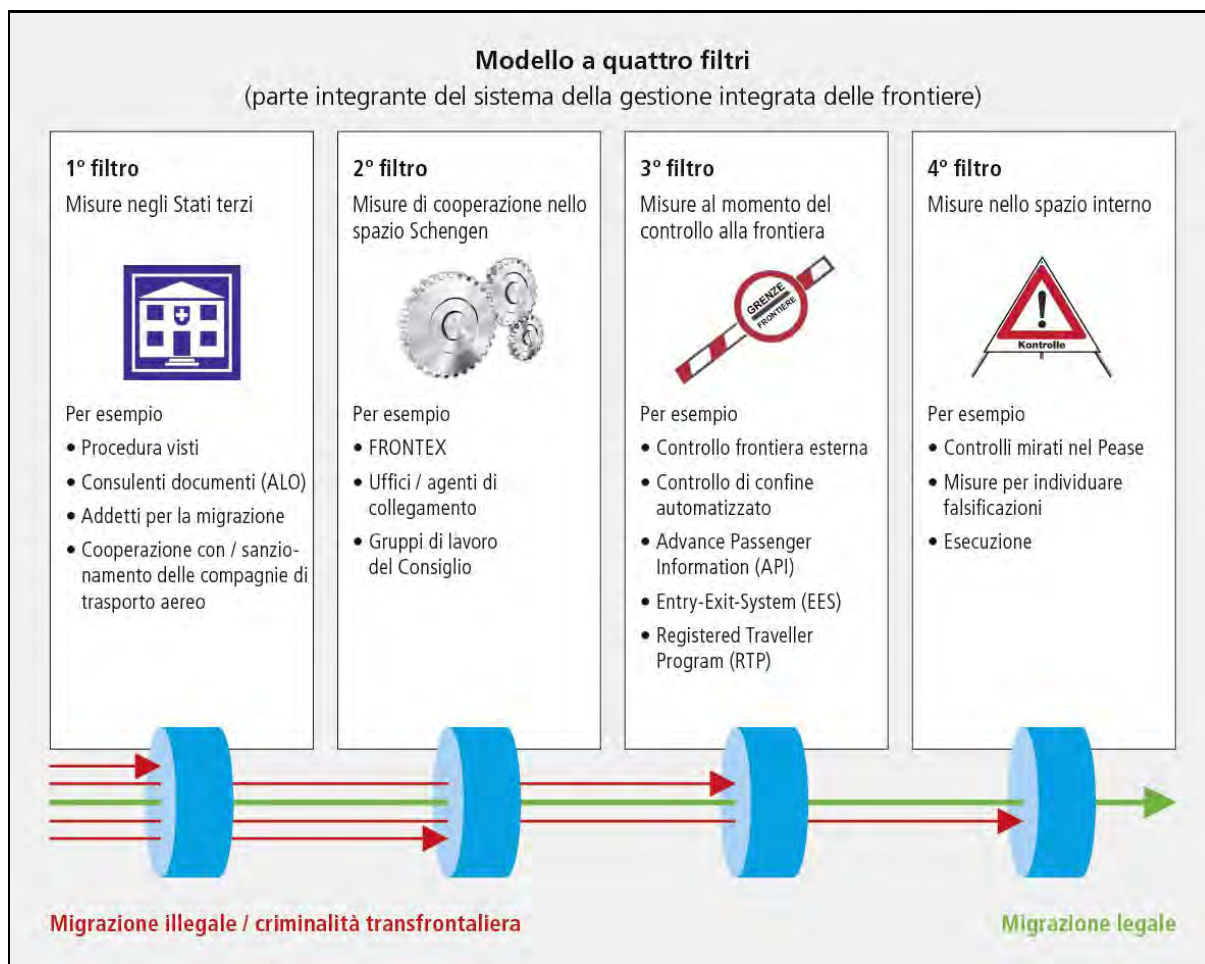 Modello a quattro filtri
(parte integrante del sistema della gestione integrata delle frontiere)
1º filtro
Misure negli Stati terzi
Per esempio
• Procedura visti
• Consulenti documenti (ALO)
• Addetti per la migrazione
• Cooperazione con / sanzio-
namento delle compagnie di
trasporto aereo
2º filtro
Misure di cooperazione nello
spazio Schengen
Per esempio
• FRONTEX
• Uffici / agenti di
collegamento
• Gruppi di lavoro
del Consiglio
3º filtro
Misure al momento del
controllo alla frontiera
GRENZE
FRONTIERE
Per esempio
• Controllo frontiera esterna
• Controllo di confine
automatizzato
• Advance Passenger
Information (API)
• Entry-Exit-System (EES)
• Registered Traveller
Program (RTP)
4º filtro
Misure nello spazio interno
Kontrolle
Per esempio
• Controlli mirati nel Pease
• Misure per individuare
falsificazioni
• Esecuzione
Migrazione illegale / criminalità transfrontaliera
Migrazione legale